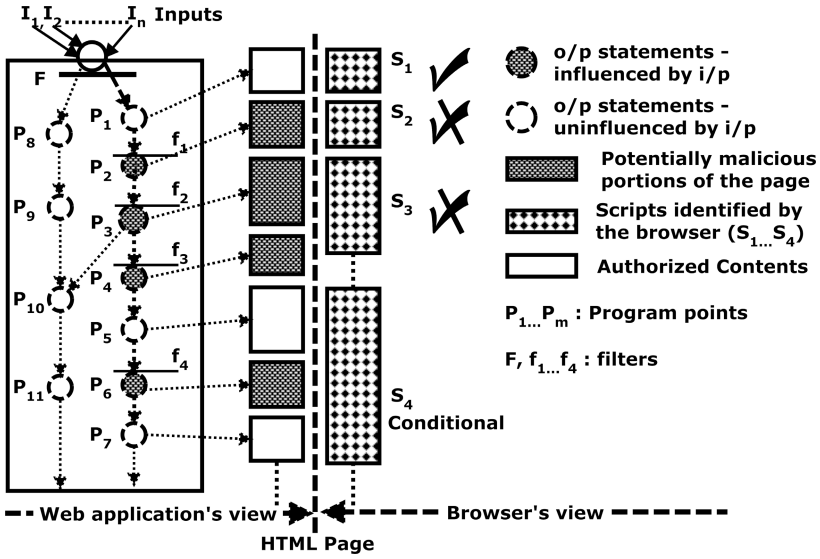 I1,I2 ........... In Inputs
F
P1
P2
P3
P4
P5
P6
P7
P8
P9
P10
P11
f1
f2
f3
f4
S1
S2
S3
S4
Conditional
o/p statements -
influenced by i/p
o/p statements -
uninfluenced by i/p
Potentially malicious
portions of the page
Scripts identified by
the browser (S1...S4)
Authorized Contents
P1...Pm : Program points
F, f1...f4 : filters
Web application's view
Browser's view
HTML Page